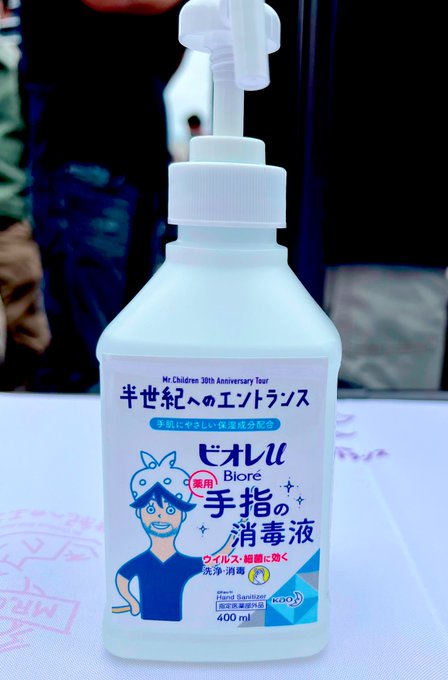 Mr.Children 30th Anniversary Tour
半世紀へのエントランス
手肌にやさしい保湿成分配合
ビオレu
Bioré
薬用
手指の
消毒液
ウイルス・細菌に効く
洗浄・消毒
Hand Sanitizer
指定医薬部外品
400 ml
Kao